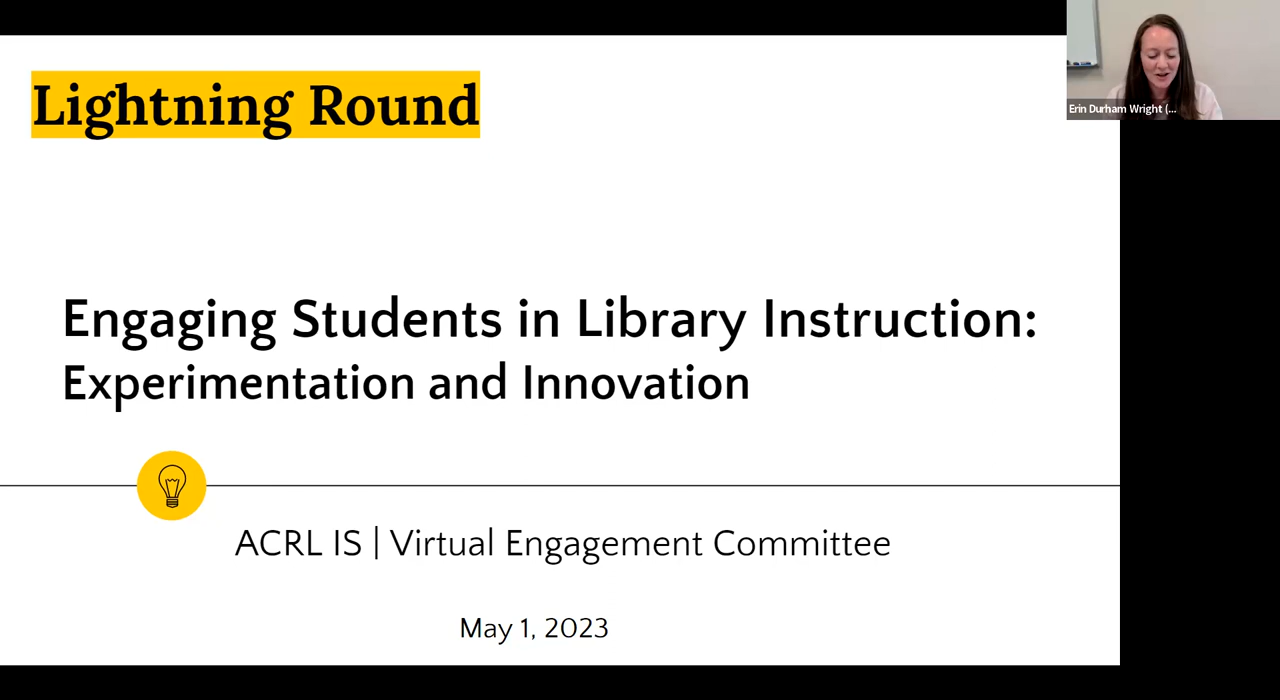 Lightning Round
Erin Durham Wright (...
Engaging Students in Library Instruction:
Experimentation and Innovation
ACRL IS | Virtual Engagement Committee
May 1, 2023